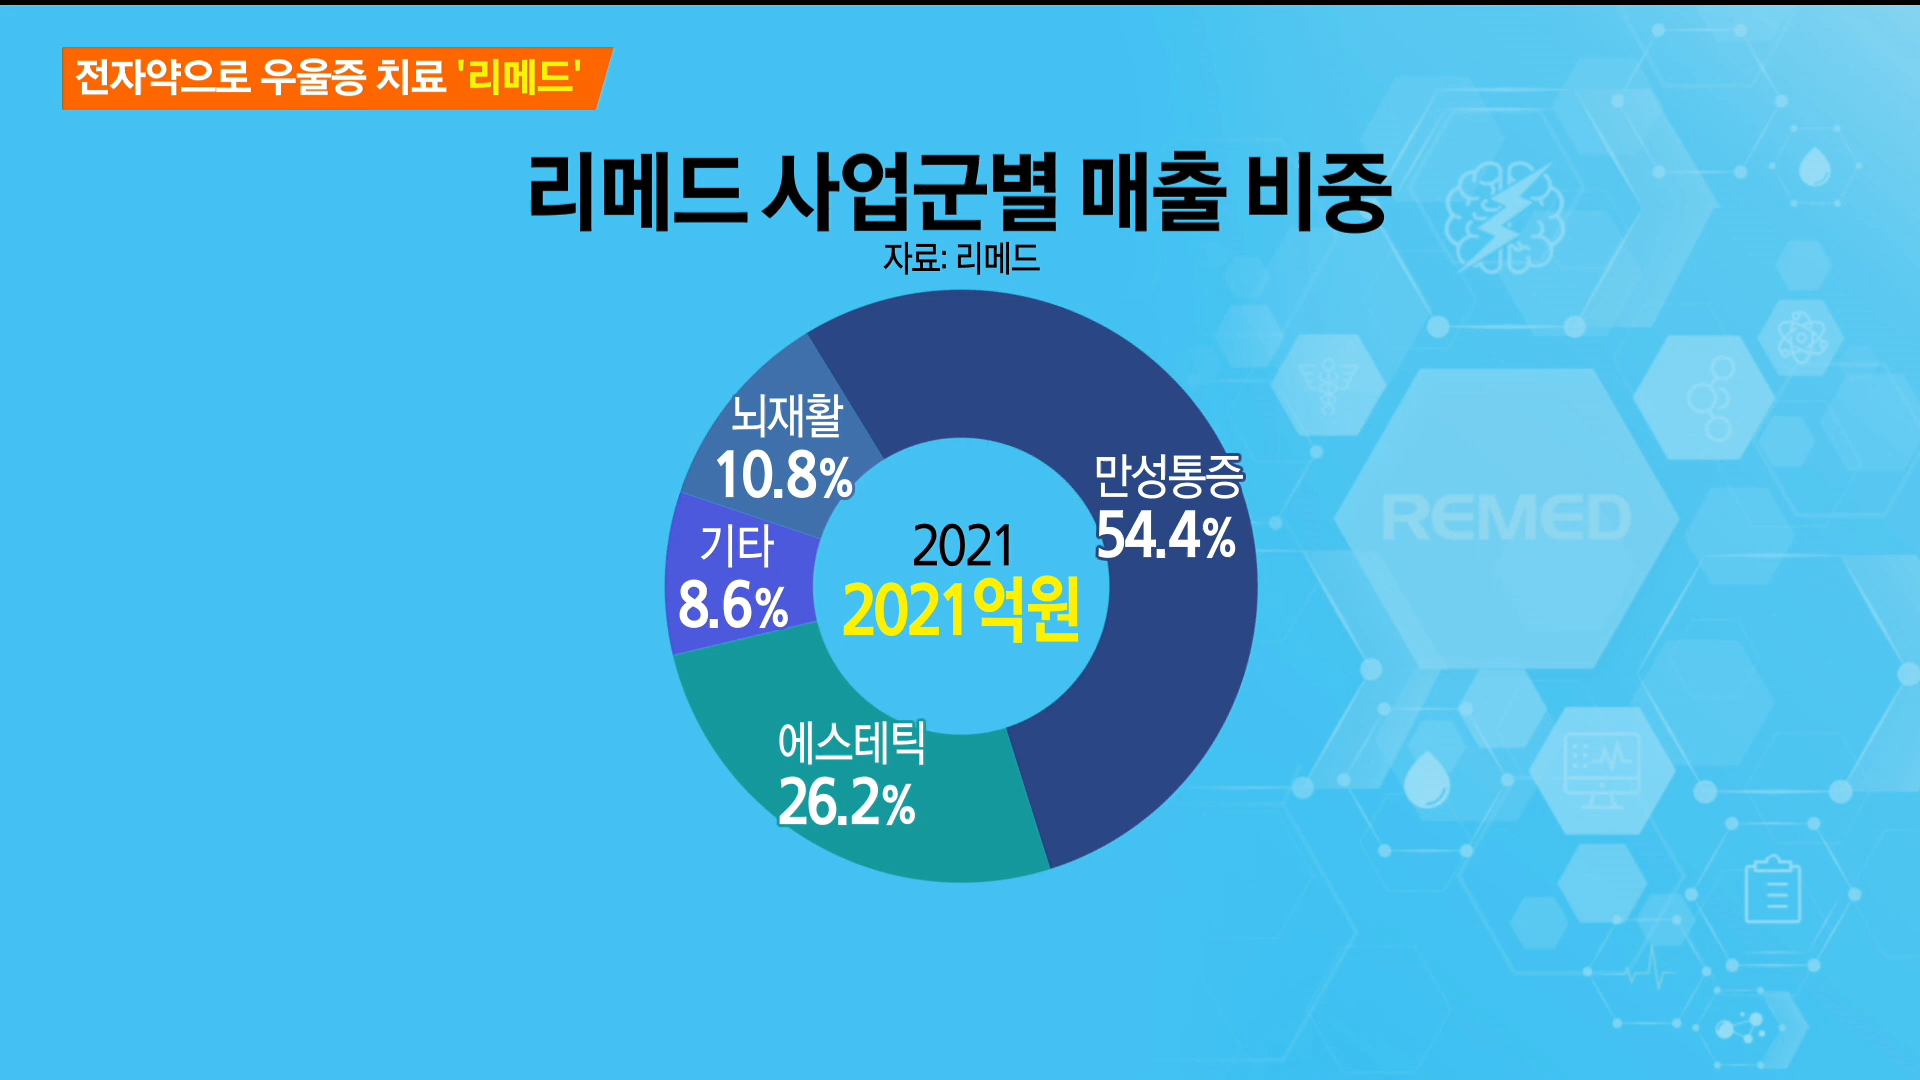 전자약으로 우울증 치료 '리메드'
리메드 사업군별 매출 비중
자료: 리메드
뇌재활
10.8%
만성통증
54.4%
기타
8.6%
2021
2021억원
에스테틱
26.2%
REMED